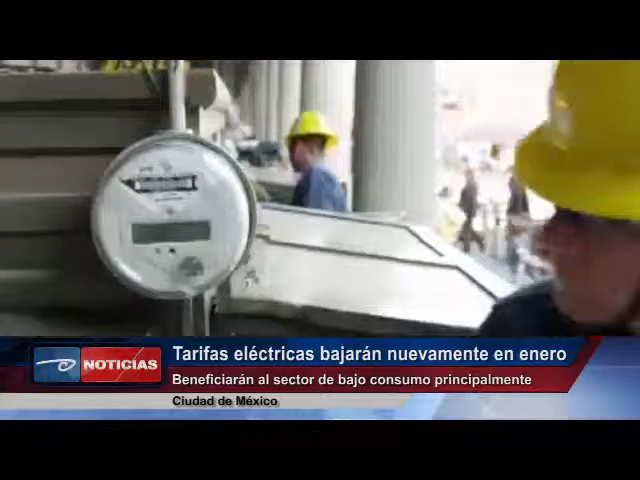 Tarifas eléctricas bajarán nuevamente en enero
NOTICIAS
Beneficiarán al sector de bajo consumo principalmente
Ciudad de México